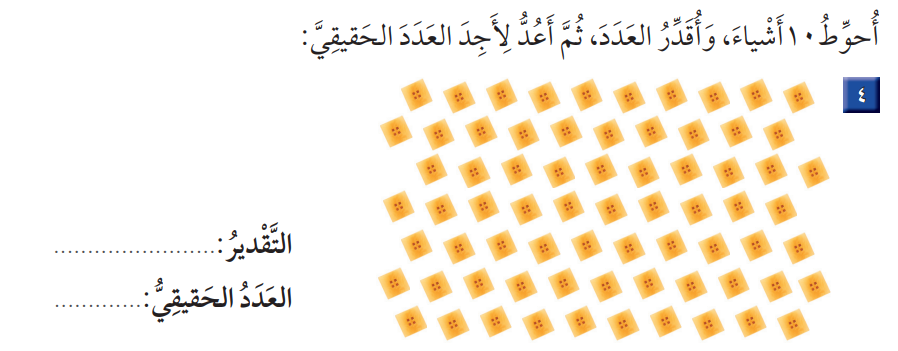 أُحوِّطُ ١٠ أَشْياءَ، وَأُقَدِّرُ العَدَدَ، ثُمَّ أَعُدُّ لِأَجِدَ العَدَدَ الحَقيقِيَّ:
٤
التَّقْديرُ: ........................
العَدَدُ الحَقيقِيُّ: .............